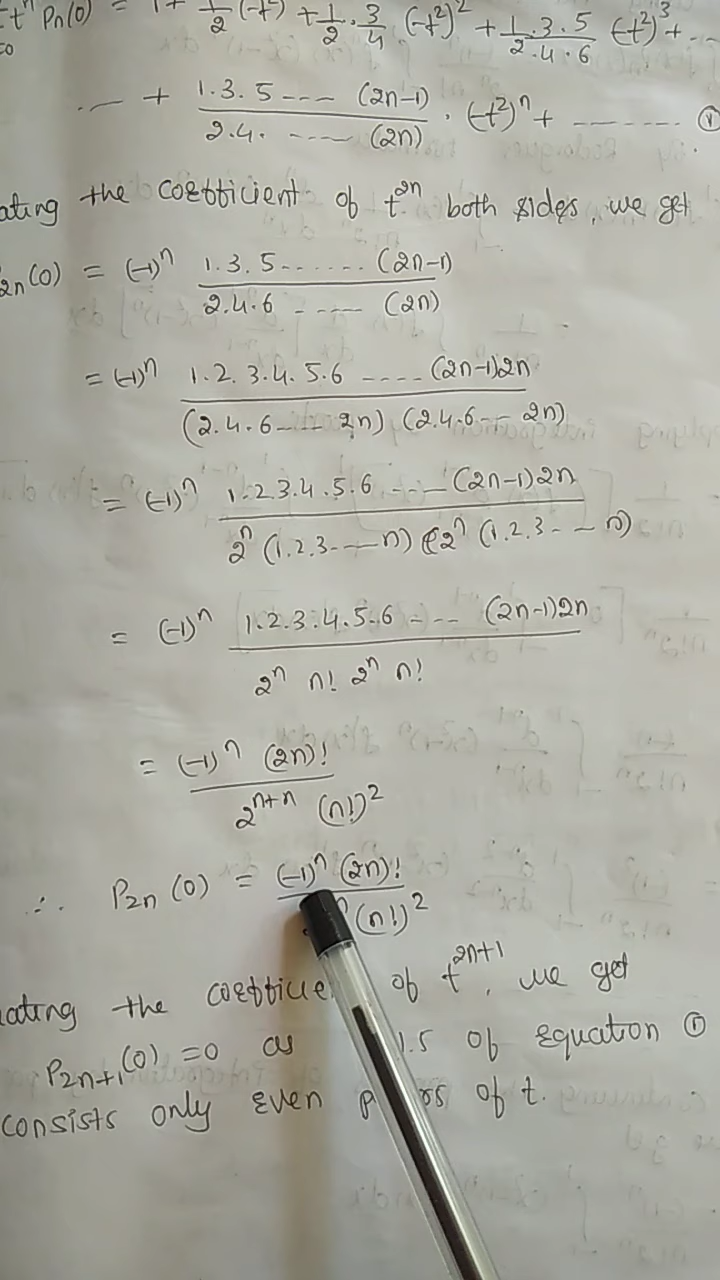 t^n Pn(0) = 1 + 1/2 (-t²) + 1/2 · 3/4 (-t²)² + 1.3.5/2.4.6 (-t²)³ + ...
... + 1.3.5 ---- (2n-1) / 2.4. ------ (2n) · (-t²)^n + --------
ating the coefficient of t^2n both sides, we get
2n(0) = (-1)^n 1.3.5....... (2n-1) / 2.4.6 ----- (2n)
= (-1)^n 1.2.3.4.5.6 ---- (2n-1)2n / (2.4.6---- 2n) (2.4.6-- 2n)
= (-1)^n 1.2.3.4.5.6 ---- (2n-1)2n / 2^n (1.2.3----n) 2^n (1.2.3-- n)
= (-1)^n 1.2.3.4.5.6 --- (2n-1)2n / 2^n n! 2^n n!
= (-1)^n (2n)! / 2^n+n (n!)²
∴ P2n (0) = (-1)^n (2n)! / (n!)²
ating the coefficie of t^2n+1, we get
P2n+1(0) = 0 as 1.5 of Equation ①
consists only even p rs of t.